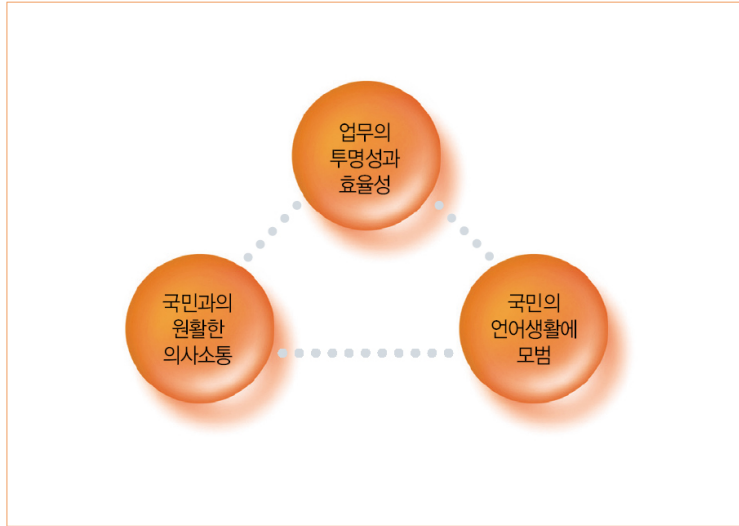 업무의
투명성과
효율성
국민과의
원활한
의사소통
국민의
언어생활에
모범